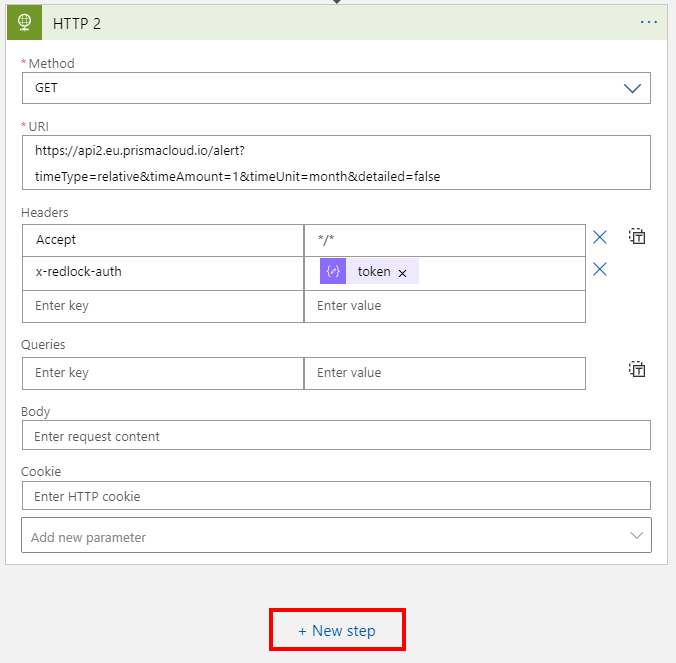 HTTP 2
* Method
GET
* URI
https://api2.eu.prismacloud.io/alert?
timeType=relative&timeAmount=1&timeUnit=month&detailed=false
Headers
Accept */*
x-redlock-auth token ×
Enter key Enter value
Queries
Enter key Enter value
Body
Enter request content
Cookie
Enter HTTP cookie
Add new parameter
+ New step